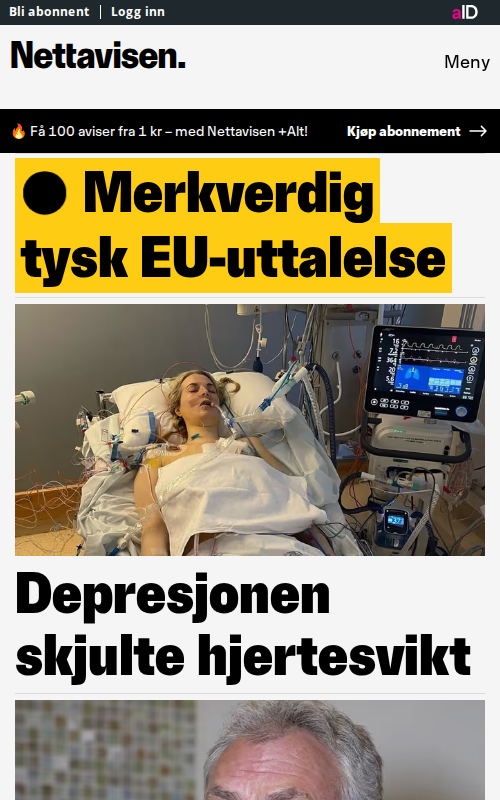 Bli abonnent
Logg inn
aID
Nettavisen.
Meny
🔥 Få 100 aviser fra 1 kr – med Nettavisen +Alt!
Kjøp abonnement →
● Merkverdig
tysk EU-uttalelse
Depresjonen
skjulte hjertesvikt